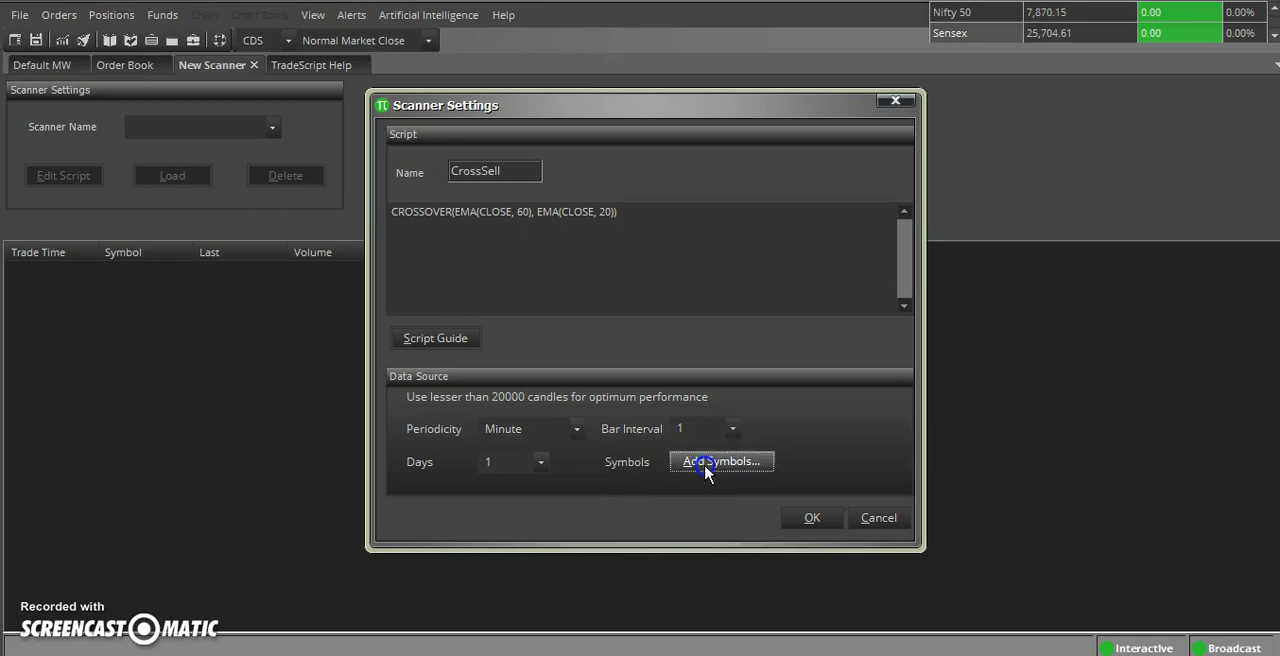 File Orders Positions Funds Chart Chart Tools View Alerts Artificial Intelligence Help
Nifty 50 7,870.15 0.00 0.00%
Sensex 25,704.61 0.00 0.00%
CDS Normal Market Close
Default MW Order Book New Scanner TradeScript Help
Scanner Settings
Scanner Name
Edit Script Load Delete
Trade Time Symbol Last Volume
Scanner Settings
Script
Name CrossSell
CROSSOVER(EMA(CLOSE, 60), EMA(CLOSE, 20))
Script Guide
Data Source
Use lesser than 20000 candles for optimum performance
Periodicity Minute Bar Interval 1
Days 1 Symbols Add Symbols...
OK Cancel
Recorded with
SCREENCAST-O-MATIC
Interactive Broadcast